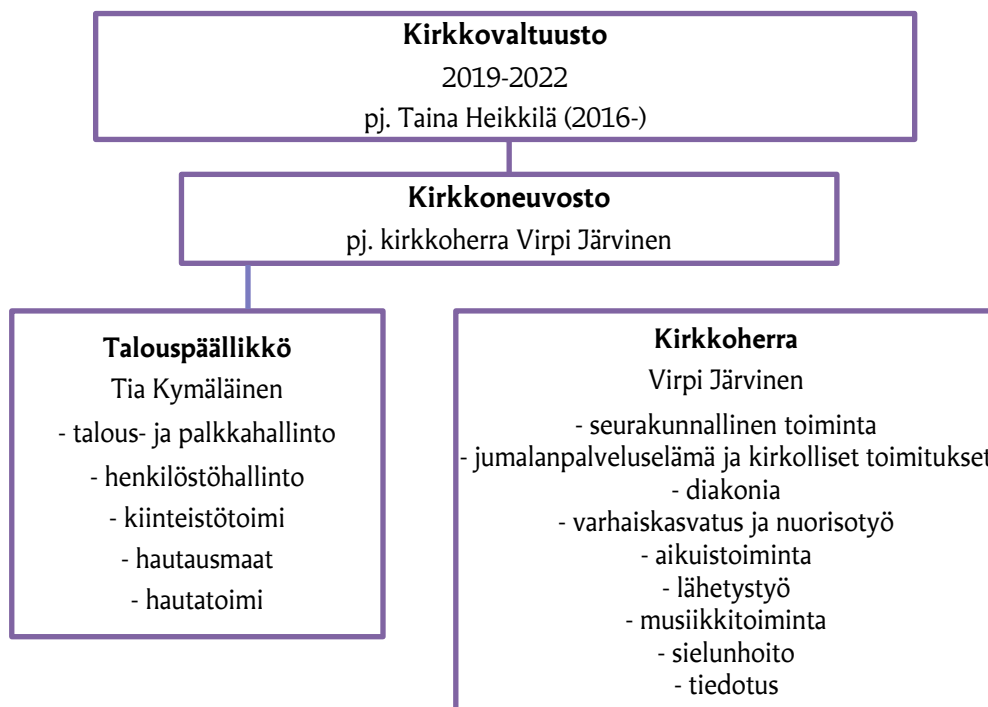 Kirkkovaltuusto
2019-2022
pj. Taina Heikkilä (2016-)
Kirkkoneuvosto
pj. kirkkoherra Virpi Järvinen
Talouspäällikkö
Tia Kymäläinen
- talous- ja palkkahallinto
- henkilöstöhallinto
- kiinteistötoimi
- hautausmaat
- hautatoimi
Kirkkoherra
Virpi Järvinen
- seurakunnallinen toiminta
- jumalanpalveluselämä ja kirkolliset toimitukset
- diakonia
- varhaiskasvatus ja nuorisotyö
- aikuistoiminta
- lähetystyö
- musiikkitoiminta
- sielunhoito
- tiedotus